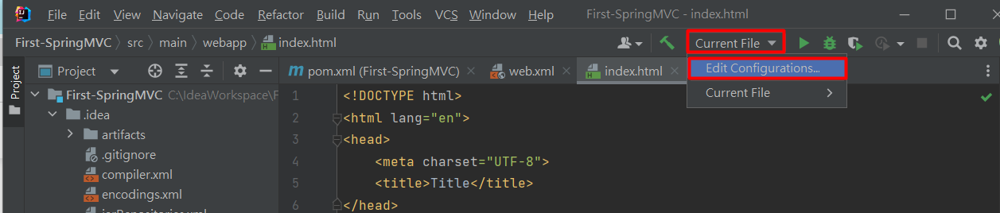 File Edit View Navigate Code Refactor Build Run Tools VCS Window Help First-SpringMVC - index.html
First-SpringMVC src main webapp index.html Current File
Project
Project
pom.xml (First-SpringMVC) web.xml index.html
Edit Configurations...
Current File
First-SpringMVC C:\IdeaWorkspace\F
.idea
artifacts
.gitignore
compiler.xml
encodings.xml
jarRepositories.xml
1 <!DOCTYPE html>
2 <html lang="en">
3 <head>
4 <meta charset="UTF-8">
5 <title>Title</title>
6 </head>